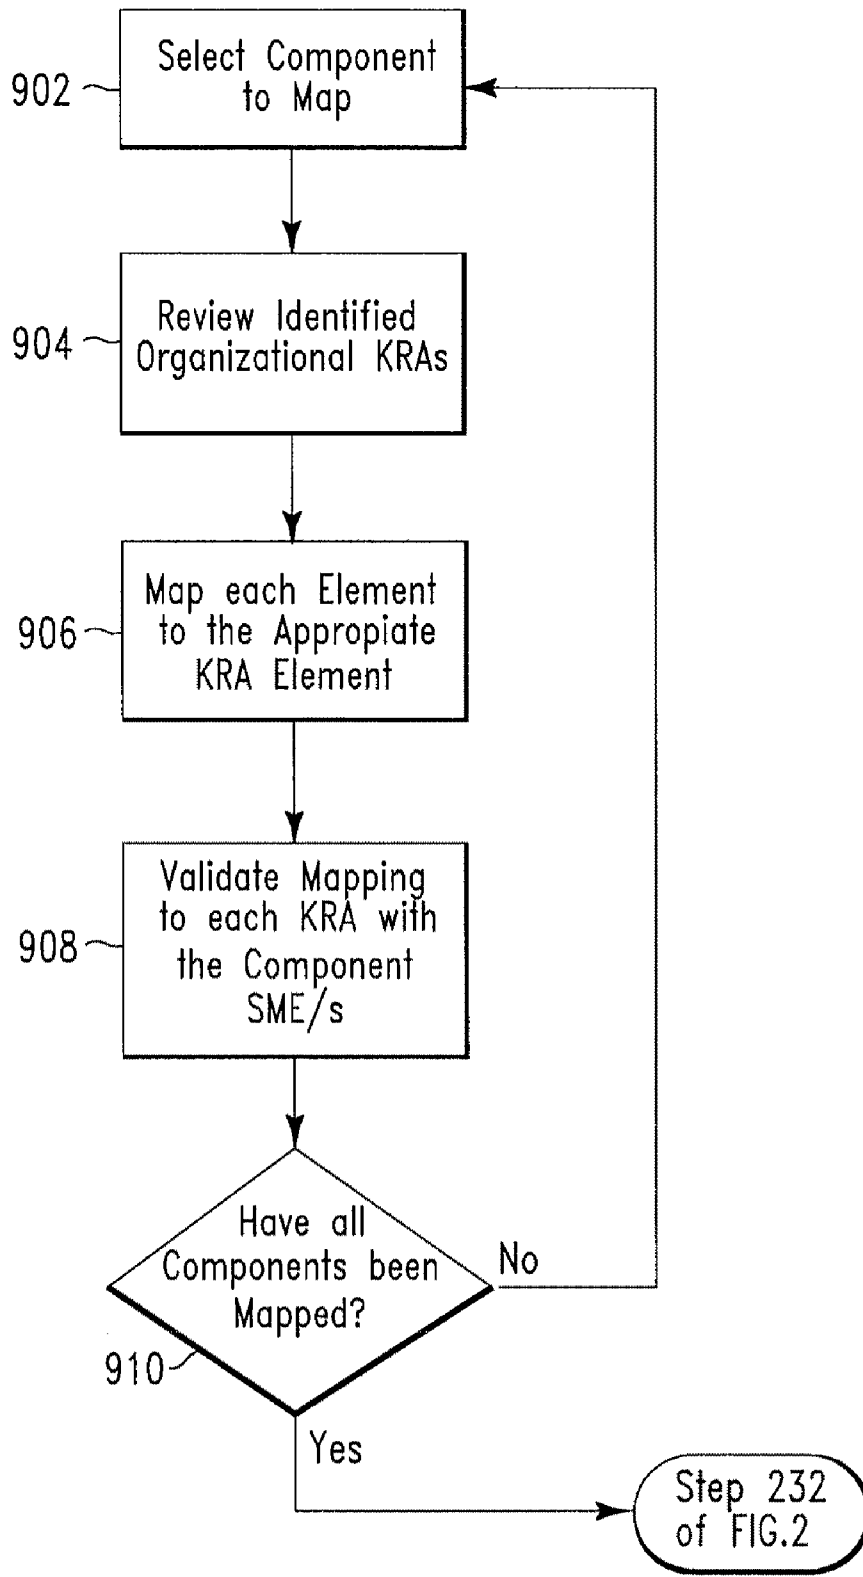 Select Component
to Map
902
Review Identified
Organizational KRAs
904
Map each Element
to the Appropiate
KRA Element
906
Validate Mapping
to each KRA with
the Component
SME/s
908
Have all
Components been
Mapped?
910
No
Yes
Step 232
of FIG.2